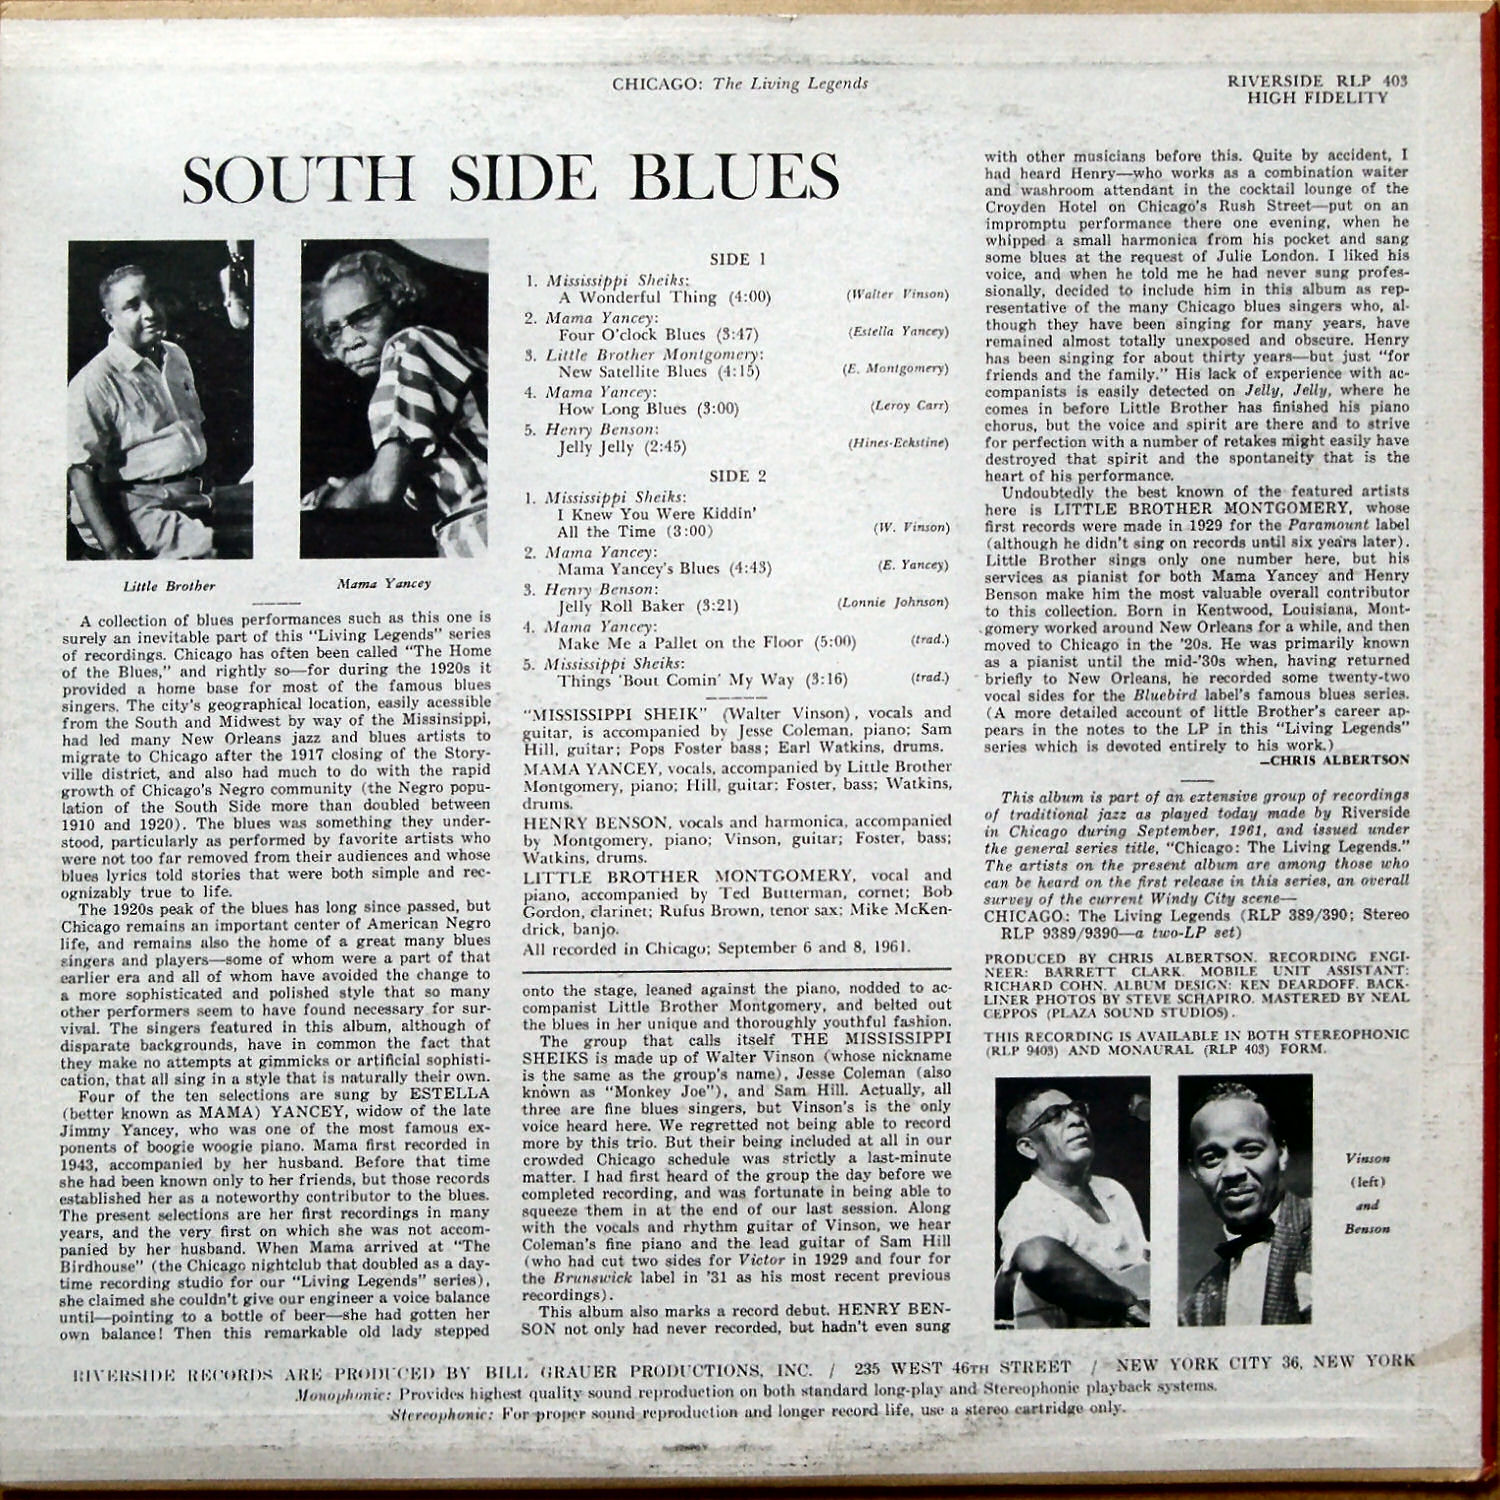 CHICAGO: The Living Legends
RIVERSIDE RLP 403
HIGH FIDELITY
SOUTH SIDE BLUES
Little Brother
Mama Yancey
A collection of blues performances such as this one is
surely an inevitable part of this "Living Legends" series
of recordings. Chicago has often been called "The Home
of the Blues," and rightly so—for during the 1920s it
provided a home base for most of the famous blues
singers. The city's geographical location, easily acessible
from the South and Midwest by way of the Missinsippi,
had led many New Orleans jazz and blues artists to
migrate to Chicago after the 1917 closing of the Story-
ville district, and also had much to do with the rapid
growth of Chicago's Negro community (the Negro popu-
lation of the South Side more than doubled between
1910 and 1920). The blues was something they under-
stood, particularly as performed by favorite artists who
were not too far removed from their audiences and whose
blues lyrics told stories that were both simple and rec-
ognizably true to life.
The 1920s peak of the blues has long since passed, but
Chicago remains an important center of American Negro
life, and remains also the home of a great many blues
singers and players—some of whom were a part of that
earlier era and all of whom have avoided the change to
a more sophisticated and polished style that so many
other performers seem to have found necessary for sur-
vival. The singers featured in this album, although of
disparate backgrounds, have in common the fact that
they make no attempts at gimmicks or artificial sophisti-
cation, that all sing in a style that is naturally their own.
Four of the ten selections are sung by ESTELLA
(better known as MAMA) YANCEY, widow of the late
Jimmy Yancey, who was one of the most famous ex-
ponents of boogie woogie piano. Mama first recorded in
1943, accompanied by her husband. Before that time
she had been known only to her friends, but those records
established her as a noteworthy contributor to the blues.
The present selections are her first recordings in many
years, and the very first on which she was not accom-
panied by her husband. When Mama arrived at "The
Birdhouse" (the Chicago nightclub that doubled as a day-
time recording studio for our "Living Legends" series),
she claimed she couldn't give our engineer a voice balance
until—pointing to a bottle of beer—she had gotten her
own balance! Then this remarkable old lady stepped
SIDE 1
1. Mississippi Sheiks:
A Wonderful Thing (4:00) (Walter Vinson)
2. Mama Yancey:
Four O'clock Blues (3:47) (Estella Yancey)
3. Little Brother Montgomery:
New Satellite Blues (4:15) (E. Montgomery)
4. Mama Yancey:
How Long Blues (3:00) (Leroy Carr)
5. Henry Benson:
Jelly Jelly (2:45) (Hines-Eckstine)
SIDE 2
1. Mississippi Sheiks:
I Knew You Were Kiddin'
All the Time (3:00) (W. Vinson)
2. Mama Yancey:
Mama Yancey's Blues (4:43) (E. Yancey)
3. Henry Benson:
Jelly Roll Baker (3:21) (Lonnie Johnson)
4. Mama Yancey:
Make Me a Pallet on the Floor (5:00) (trad.)
5. Mississippi Sheiks:
Things 'Bout Comin' My Way (3:16) (trad.)
"MISSISSIPPI SHEIK" (Walter Vinson), vocals and
guitar, is accompanied by Jesse Coleman, piano; Sam
Hill, guitar; Pops Foster bass; Earl Watkins, drums.
MAMA YANCEY, vocals, accompanied by Little Brother
Montgomery, piano; Hill, guitar; Foster, bass; Watkins,
drums.
HENRY BENSON, vocals and harmonica, accompanied
by Montgomery, piano; Vinson, guitar; Foster, bass;
Watkins, drums.
LITTLE BROTHER MONTGOMERY, vocal and
piano, accompanied by Ted Butterman, cornet; Bob
Gordon, clarinet; Rufus Brown, tenor sax; Mike McKen-
drick, banjo.
All recorded in Chicago; September 6 and 8, 1961.
onto the stage, leaned against the piano, nodded to ac-
companist Little Brother Montgomery, and belted out
the blues in her unique and thoroughly youthful fashion.
The group that calls itself THE MISSISSIPPI
SHEIKS is made up of Walter Vinson (whose nickname
is the same as the group's name), Jesse Coleman (also
known as "Monkey Joe"), and Sam Hill. Actually, all
three are fine blues singers, but Vinson's is the only
voice heard here. We regretted not being able to record
more by this trio. But their being included at all in our
crowded Chicago schedule was strictly a last-minute
matter. I had first heard of the group the day before we
completed recording, and was fortunate in being able to
squeeze them in at the end of our last session. Along
with the vocals and rhythm guitar of Vinson, we hear
Coleman's fine piano and the lead guitar of Sam Hill
(who had cut two sides for Victor in 1929 and four for
the Brunswick label in '31 as his most recent previous
recordings).
This album also marks a record debut. HENRY BEN-
SON not only had never recorded, but hadn't even sung
with other musicians before this. Quite by accident, I
had heard Henry—who works as a combination waiter
and washroom attendant in the cocktail lounge of the
Croyden Hotel on Chicago's Rush Street—put on an
impromptu performance there one evening, when he
whipped a small harmonica from his pocket and sang
some blues at the request of Julie London. I liked his
voice, and when he told me he had never sung profes-
sionally, decided to include him in this album as rep-
resentative of the many Chicago blues singers who, al-
though they have been singing for many years, have
remained almost totally unexposed and obscure. Henry
has been singing for about thirty years—but just "for
friends and the family." His lack of experience with ac-
companists is easily detected on Jelly, Jelly, where he
comes in before Little Brother has finished his piano
chorus, but the voice and spirit are there and to strive
for perfection with a number of retakes might easily have
destroyed that spirit and the spontaneity that is the
heart of his performance.
Undoubtedly the best known of the featured artists
here is LITTLE BROTHER MONTGOMERY, whose
first records were made in 1929 for the Paramount label
(although he didn't sing on records until six years later).
Little Brother sings only one number here, but his
services as pianist for both Mama Yancey and Henry
Benson make him the most valuable overall contributor
to this collection. Born in Kentwood, Louisiana, Mont-
gomery worked around New Orleans for a while, and then
moved to Chicago in the '20s. He was primarily known
as a pianist until the mid-'30s when, having returned
briefly to New Orleans, he recorded some twenty-two
vocal sides for the Bluebird label's famous blues series.
(A more detailed account of little Brother's career ap-
pears in the notes to the LP in this "Living Legends"
series which is devoted entirely to his work.)
—CHRIS ALBERTSON
This album is part of an extensive group of recordings
of traditional jazz as played today made by Riverside
in Chicago during September, 1961, and issued under
the general series title, "Chicago: The Living Legends."
The artists on the present album are among those who
can be heard on the first release in this series, an overall
survey of the current Windy City scene—
CHICAGO: The Living Legends (RLP 389/390; Stereo
RLP 9389/9390—a two-LP set)
PRODUCED BY CHRIS ALBERTSON. RECORDING ENGI-
NEER: BARRETT CLARK. MOBILE UNIT ASSISTANT:
RICHARD COHN. ALBUM DESIGN: KEN DEARDOFF. BACK-
LINER PHOTOS BY STEVE SCHAPIRO. MASTERED BY NEAL
CEPPOS (PLAZA SOUND STUDIOS).
THIS RECORDING IS AVAILABLE IN BOTH STEREOPHONIC
(RLP 9403) AND MONAURAL (RLP 403) FORM.
Vinson
(left)
and
Benson
RIVERSIDE RECORDS ARE PRODUCED BY BILL GRAUER PRODUCTIONS, INC. / 235 WEST 46TH STREET / NEW YORK CITY 36, NEW YORK
Monophonic: Provides highest quality sound reproduction on both standard long-play and Stereophonic playback systems.
Stereophonic: For proper sound reproduction and longer record life, use a stereo cartridge only.